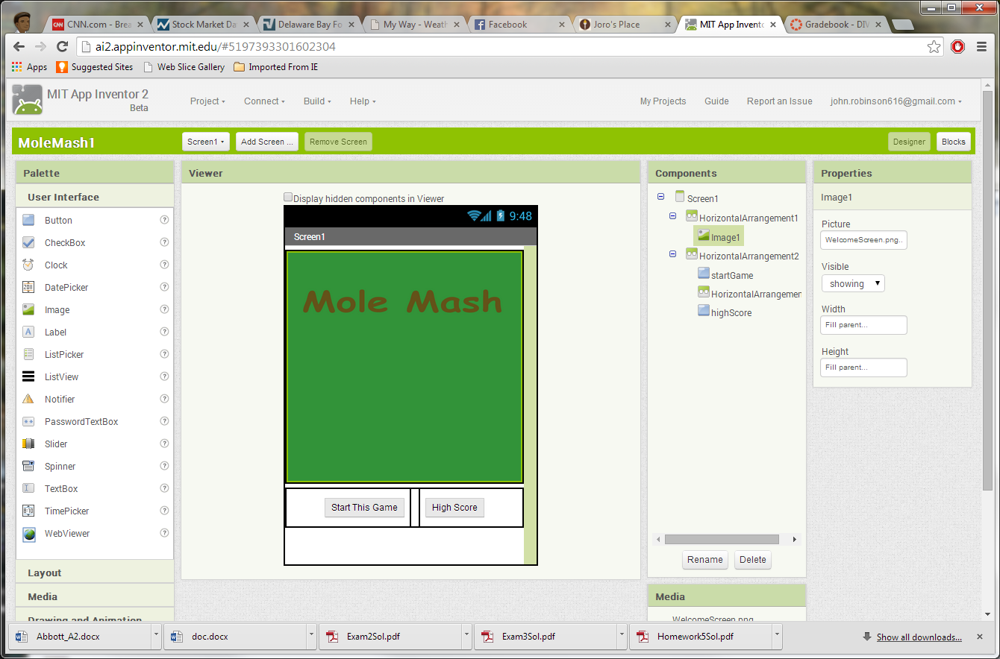 CNN.com - Brea
Stock Market Da
Delaware Bay Fo
My Way - Weath
Facebook
Joro's Place
MIT App Invento
Gradebook - DIV
ai2.appinventor.mit.edu/#5197393301602304
Apps
Suggested Sites
Web Slice Gallery
Imported From IE
MIT App Inventor 2
Beta
Project
Connect
Build
Help
My Projects
Guide
Report an Issue
john.robinson616@gmail.com
MoleMash1
Screen1
Add Screen ...
Remove Screen
Designer
Blocks
Palette
User Interface
Button
CheckBox
Clock
DatePicker
Image
Label
ListPicker
ListView
Notifier
PasswordTextBox
Slider
Spinner
TextBox
TimePicker
WebViewer
Layout
Media
Drawing and Animation
Viewer
Display hidden components in Viewer
9:48
Screen1
Mole Mash
Start This Game
High Score
Components
Screen1
HorizontalArrangement1
Image1
HorizontalArrangement2
startGame
HorizontalArrangemen
highScore
Rename
Delete
Media
WelcomeScreen.png
Properties
Image1
Picture
WelcomeScreen.png...
Visible
showing
Width
Fill parent...
Height
Fill parent...
Abbott_A2.docx
doc.docx
Exam2Sol.pdf
Exam3Sol.pdf
Homework5Sol.pdf
Show all downloads...